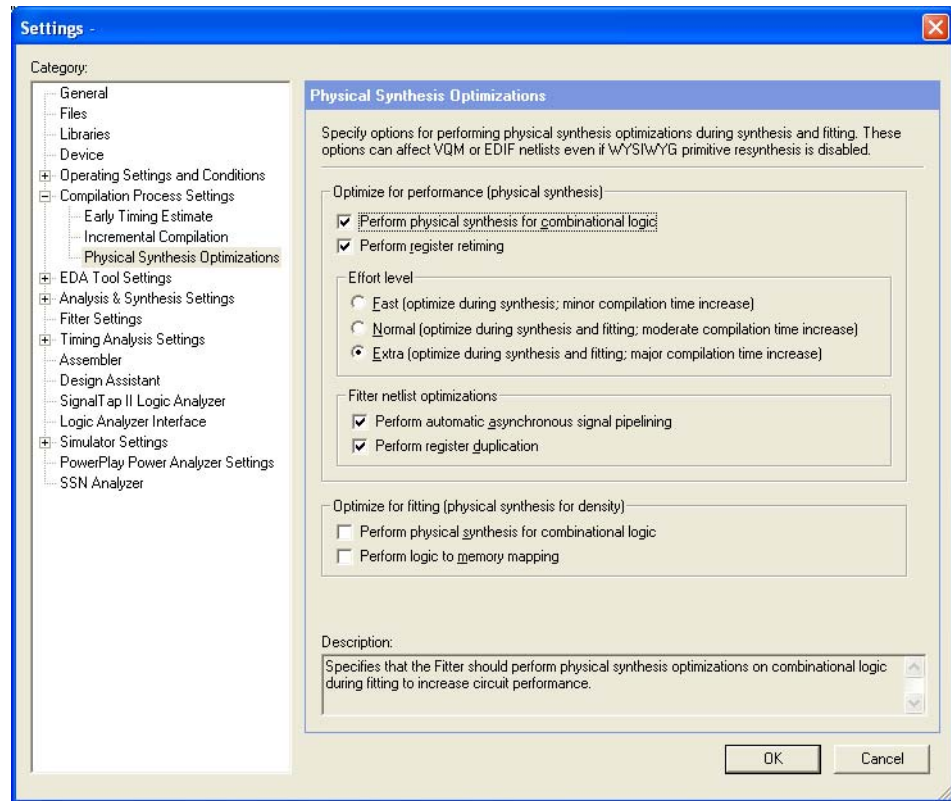 Settings -
Category:
General
Files
Libraries
Device
Operating Settings and Conditions
Compilation Process Settings
Early Timing Estimate
Incremental Compilation
Physical Synthesis Optimizations
EDA Tool Settings
Analysis & Synthesis Settings
Fitter Settings
Timing Analysis Settings
Assembler
Design Assistant
SignalTap II Logic Analyzer
Logic Analyzer Interface
Simulator Settings
PowerPlay Power Analyzer Settings
SSN Analyzer
Physical Synthesis Optimizations
Specify options for performing physical synthesis optimizations during synthesis and fitting. These
options can affect VQM or EDIF netlists even if WYSIWYG primitive resynthesis is disabled.
Optimize for performance (physical synthesis)
Perform physical synthesis for combinational logic
Perform register retiming
Effort level
Fast (optimize during synthesis; minor compilation time increase)
Normal (optimize during synthesis and fitting; moderate compilation time increase)
Extra (optimize during synthesis and fitting; major compilation time increase)
Fitter netlist optimizations
Perform automatic asynchronous signal pipelining
Perform register duplication
Optimize for fitting (physical synthesis for density)
Perform physical synthesis for combinational logic
Perform logic to memory mapping
Description:
Specifies that the Fitter should perform physical synthesis optimizations on combinational logic
during fitting to increase circuit performance.
OK
Cancel